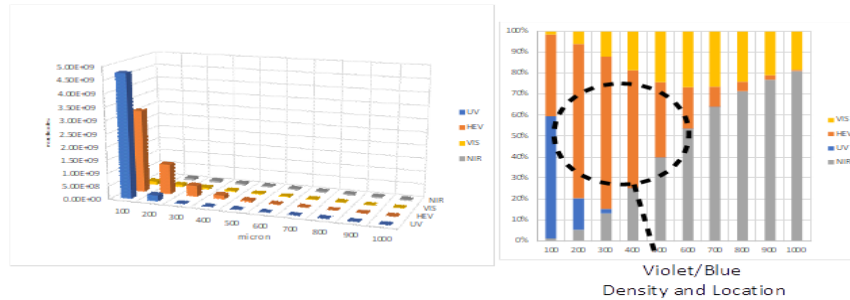 5.00E+09
4.50E+09
4.00E+09
3.50E+09
3.00E+09
2.50E+09
2.00E+09
1.50E+09
1.00E+09
5.00E+08
0.00E+00
100 200 300 400 500 600 700 800 900 1000
micron
NIR
VIS
HEV
UV
UV
HEV
VIS
NIR
100%
90%
80%
70%
60%
50%
40%
30%
20%
10%
0%
100 200 300 400 500 600 700 800 900 1000
VIS
HEV
UV
NIR
Violet/Blue
Density and Location